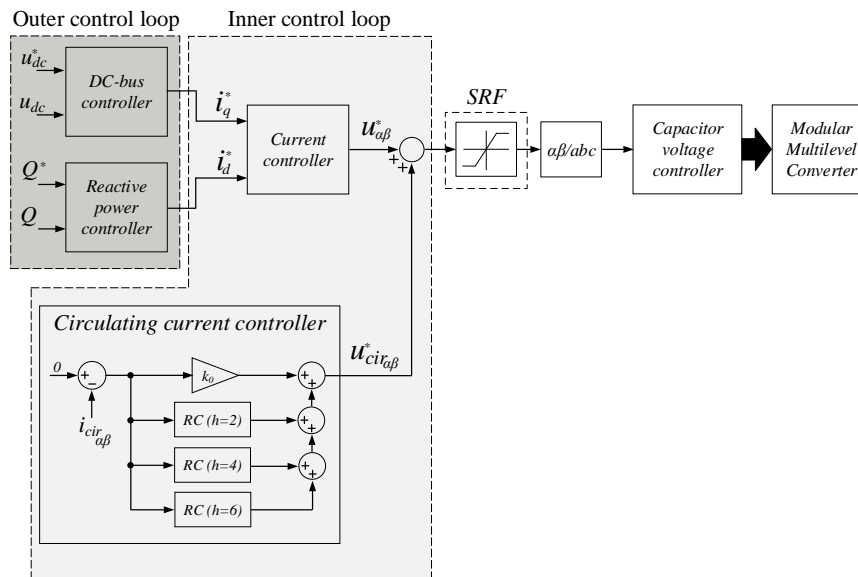 Outer control loop
Inner control loop
u*dc
udc
DC-bus
controller
Q*
Q
Reactive
power
controller
i*q
i*d
Current
controller
u*αβ
+
+
SRF
αβ/abc
Capacitor
voltage
controller
Modular
Multilevel
Converter
Circulating current controller
0
+
−
icirαβ
k0
RC (h=2)
RC (h=4)
RC (h=6)
+
+
+
+
+
+
u*cirαβ